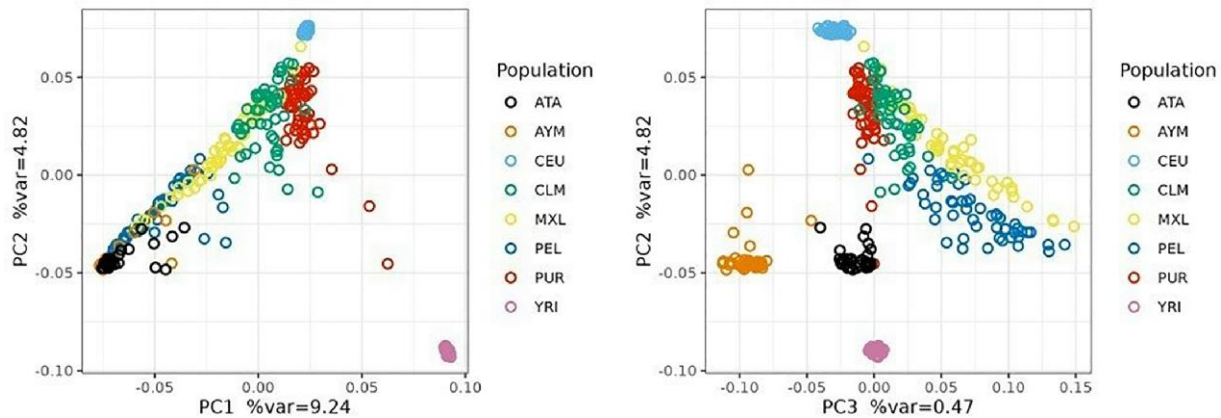 PC2 %var=4.82
0.05
0.00
-0.05
-0.10
-0.05
0.00
0.05
0.10
PC1 %var=9.24
Population
ATA
AYM
CEU
CLM
MXL
PEL
PUR
YRI
PC2 %var=4.82
0.05
0.00
-0.05
-0.10
-0.10
-0.05
0.00
0.05
0.10
0.15
PC3 %var=0.47
Population
ATA
AYM
CEU
CLM
MXL
PEL
PUR
YRI